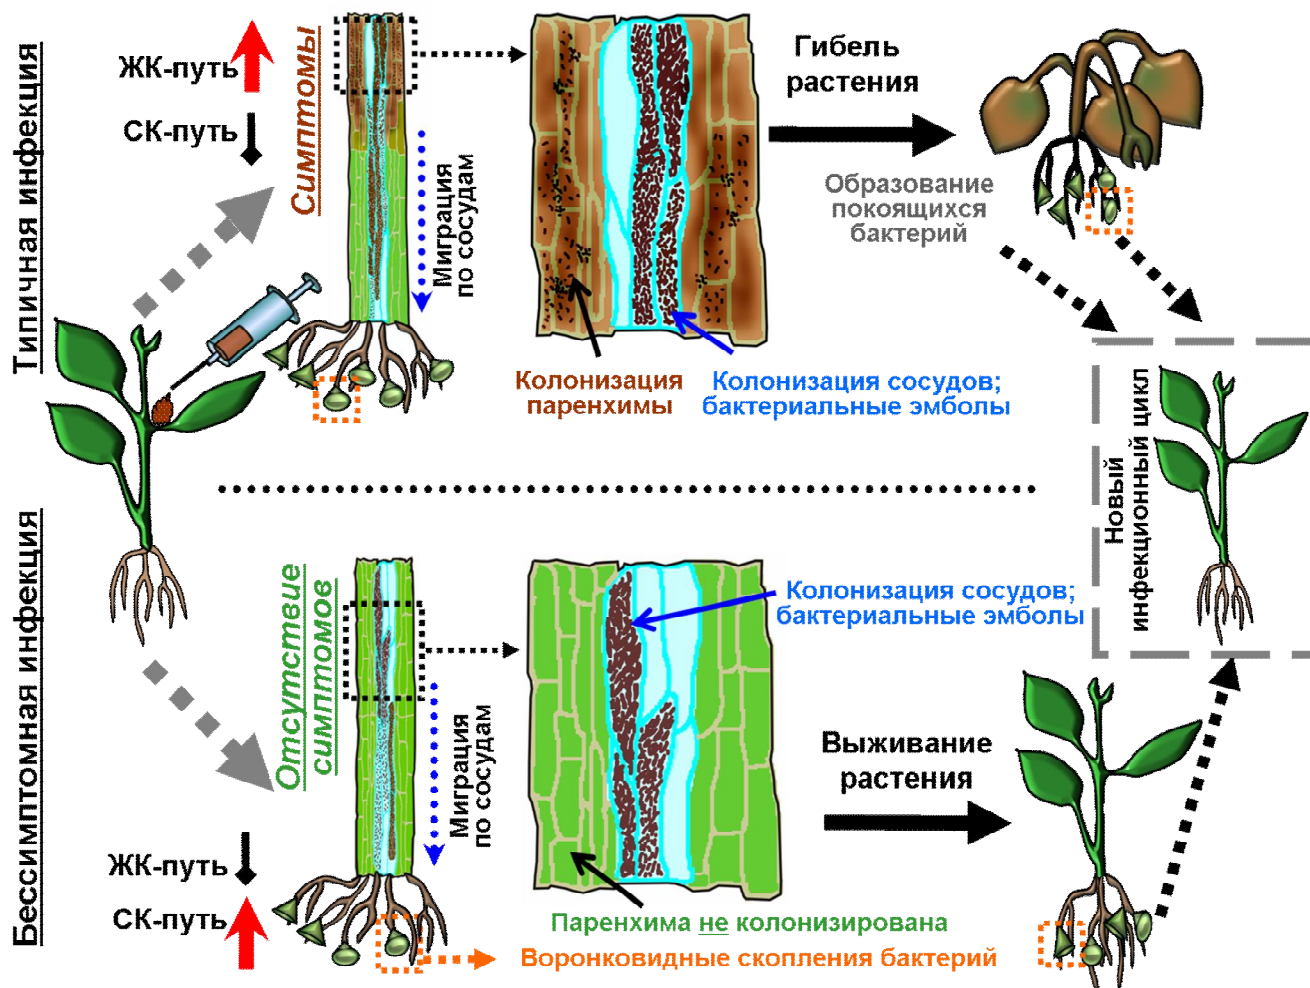 Типичная инфекция
ЖК-путь
СК-путь
Симптомы
Миграция
по сосудам
Гибель
растения
Образование
покоящихся
бактерий
Колонизация
паренхимы
Колонизация сосудов;
бактериальные эмболы
Новый
инфекционный цикл
Бессимптомная инфекция
Отсутствие
симптомов
ЖК-путь
СК-путь
Миграция
по сосудам
Колонизация сосудов;
бактериальные эмболы
Выживание
растения
Паренхима не колонизирована
Воронковидные скопления бактерий